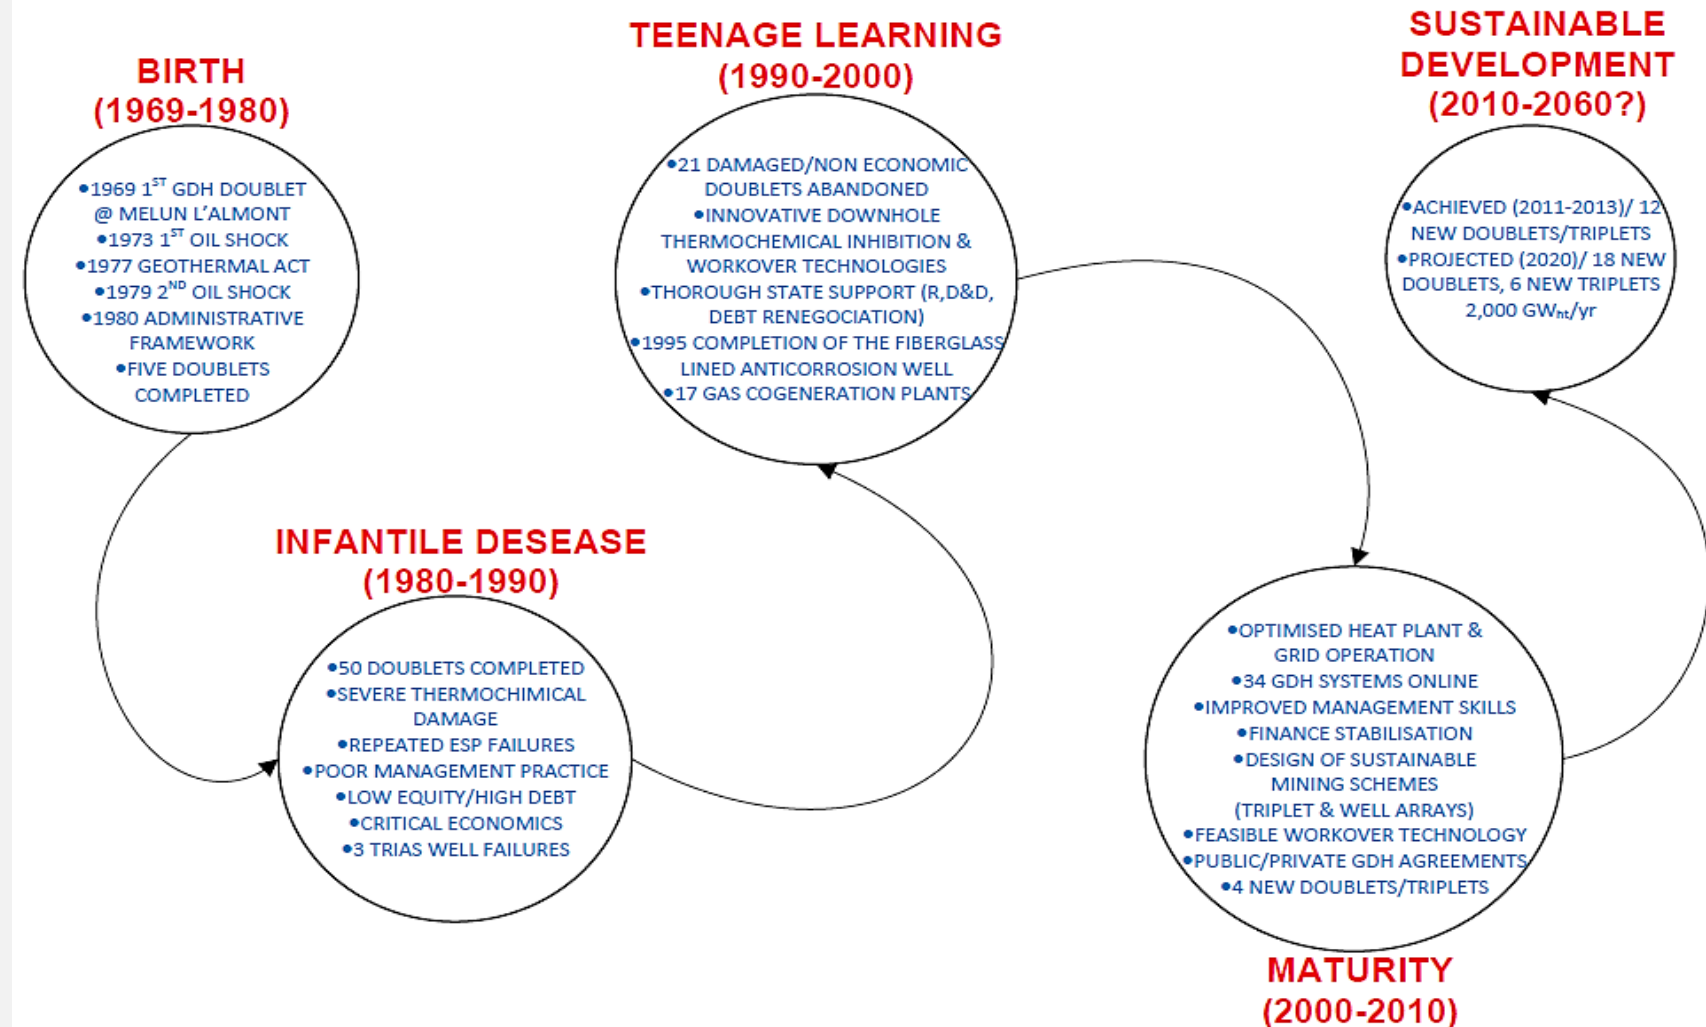 BIRTH
(1969-1980)
•1969 1ST GDH DOUBLET
@ MELUN L'ALMONT
•1973 1ST OIL SHOCK
•1977 GEOTHERMAL ACT
•1979 2ND OIL SHOCK
•1980 ADMINISTRATIVE
FRAMEWORK
•FIVE DOUBLETS
COMPLETED
INFANTILE DESEASE
(1980-1990)
•50 DOUBLETS COMPLETED
•SEVERE THERMOCHIMICAL
DAMAGE
•REPEATED ESP FAILURES
•POOR MANAGEMENT PRACTICE
•LOW EQUITY/HIGH DEBT
•CRITICAL ECONOMICS
•3 TRIAS WELL FAILURES
TEENAGE LEARNING
(1990-2000)
•21 DAMAGED/NON ECONOMIC
DOUBLETS ABANDONED
•INNOVATIVE DOWNHOLE
THERMOCHEMICAL INHIBITION &
WORKOVER TECHNOLOGIES
•THOROUGH STATE SUPPORT (R,D&D,
DEBT RENEGOCIATION)
•1995 COMPLETION OF THE FIBERGLASS
LINED ANTICORROSION WELL
•17 GAS COGENERATION PLANTS
•OPTIMISED HEAT PLANT &
GRID OPERATION
•34 GDH SYSTEMS ONLINE
•IMPROVED MANAGEMENT SKILLS
•FINANCE STABILISATION
•DESIGN OF SUSTAINABLE
MINING SCHEMES
(TRIPLET & WELL ARRAYS)
•FEASIBLE WORKOVER TECHNOLOGY
•PUBLIC/PRIVATE GDH AGREEMENTS
•4 NEW DOUBLETS/TRIPLETS
MATURITY
(2000-2010)
SUSTAINABLE
DEVELOPMENT
(2010-2060?)
•ACHIEVED (2011-2013)/ 12
NEW DOUBLETS/TRIPLETS
•PROJECTED (2020)/ 18 NEW
DOUBLETS, 6 NEW TRIPLETS
2,000 GWht/yr